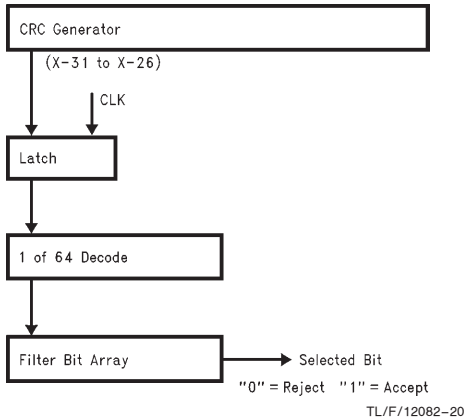 CRC Generator
(X-31 to X-26)
CLK
Latch
1 of 64 Decode
Filter Bit Array
Selected Bit
"0" = Reject "1" = Accept
TL/F/12082-20